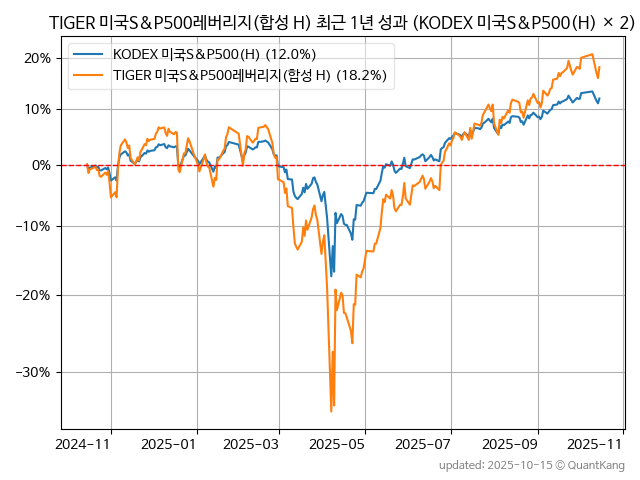 TIGER 미국S&P500레버리지(합성 H) 최근 1년 성과 (KODEX 미국S&P500(H) × 2)
KODEX 미국S&P500(H) (12.0%)
TIGER 미국S&P500레버리지(합성 H) (18.2%)
20%
10%
0%
-10%
-20%
-30%
2024-11 2025-01 2025-03 2025-05 2025-07 2025-09 2025-11
updated: 2025-10-15 © QuantKang